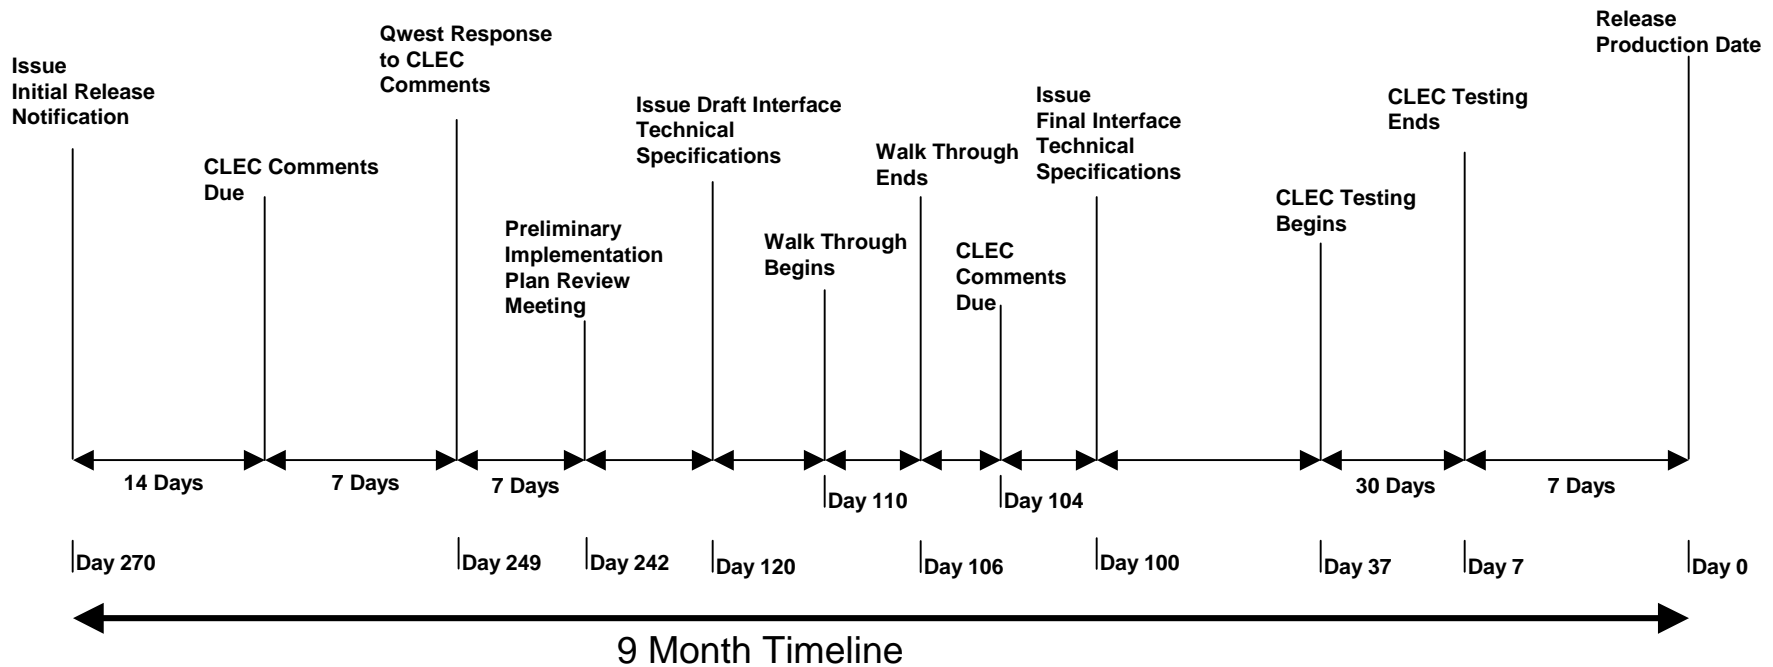 Issue
Initial Release
Notification
CLEC Comments
Due
Qwest Response
to CLEC
Comments
Preliminary
Implementation
Plan Review
Meeting
Issue Draft Interface
Technical
Specifications
Walk Through
Begins
Walk Through
Ends
CLEC
Comments
Due
Issue
Final Interface
Technical
Specifications
CLEC Testing
Begins
CLEC Testing
Ends
Release
Production Date
14 Days
7 Days
7 Days
30 Days
7 Days
Day 110
Day 104
Day 270
Day 249
Day 242
Day 120
Day 106
Day 100
Day 37
Day 7
Day 0
9 Month Timeline